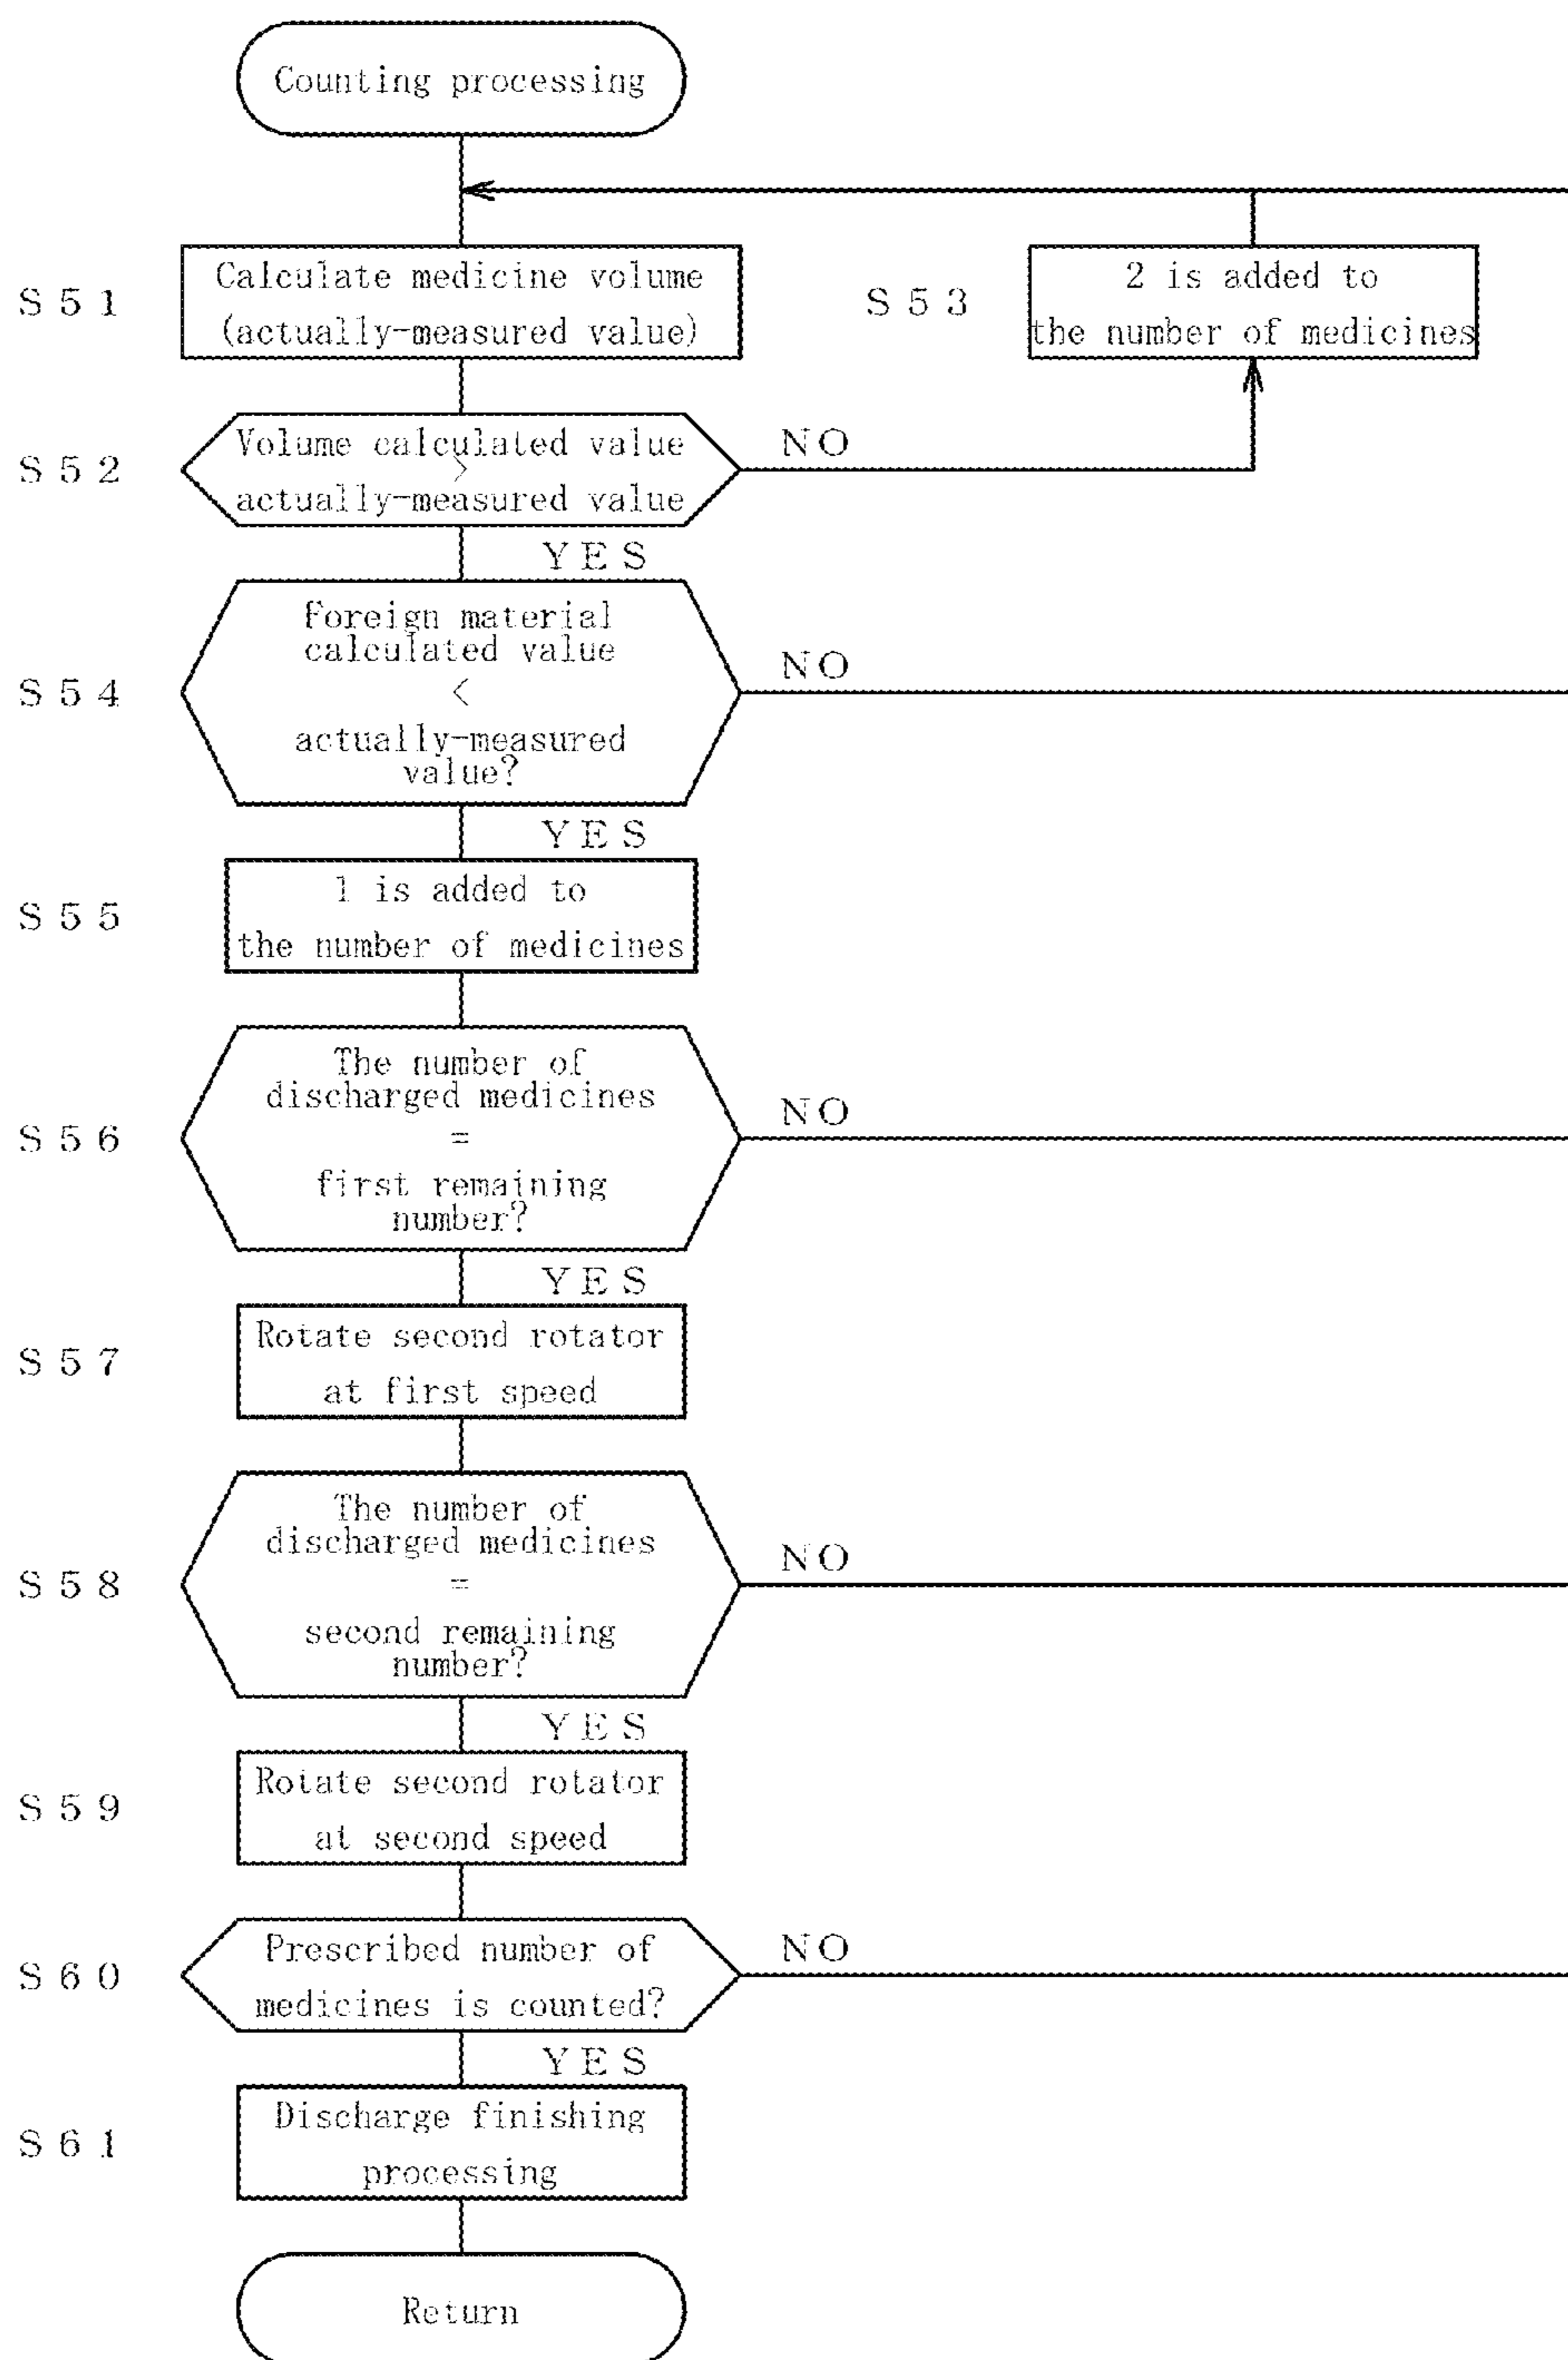 Counting processing
S51
Calculate medicine volume
(actually-measured value)
S53
2 is added to
the number of medicines
S52
Volume calculated value
>
actually-measured value
NO
YES
S54
Foreign material
calculated value
<
actually-measured
value?
NO
YES
S55
1 is added to
the number of medicines
S56
The number of
discharged medicines
=
first remaining
number?
NO
YES
S57
Rotate second rotator
at first speed
S58
The number of
discharged medicines
=
second remaining
number?
NO
YES
S59
Rotate second rotator
at second speed
S60
Prescribed number of
medicines is counted?
NO
YES
S61
Discharge finishing
processing
Return